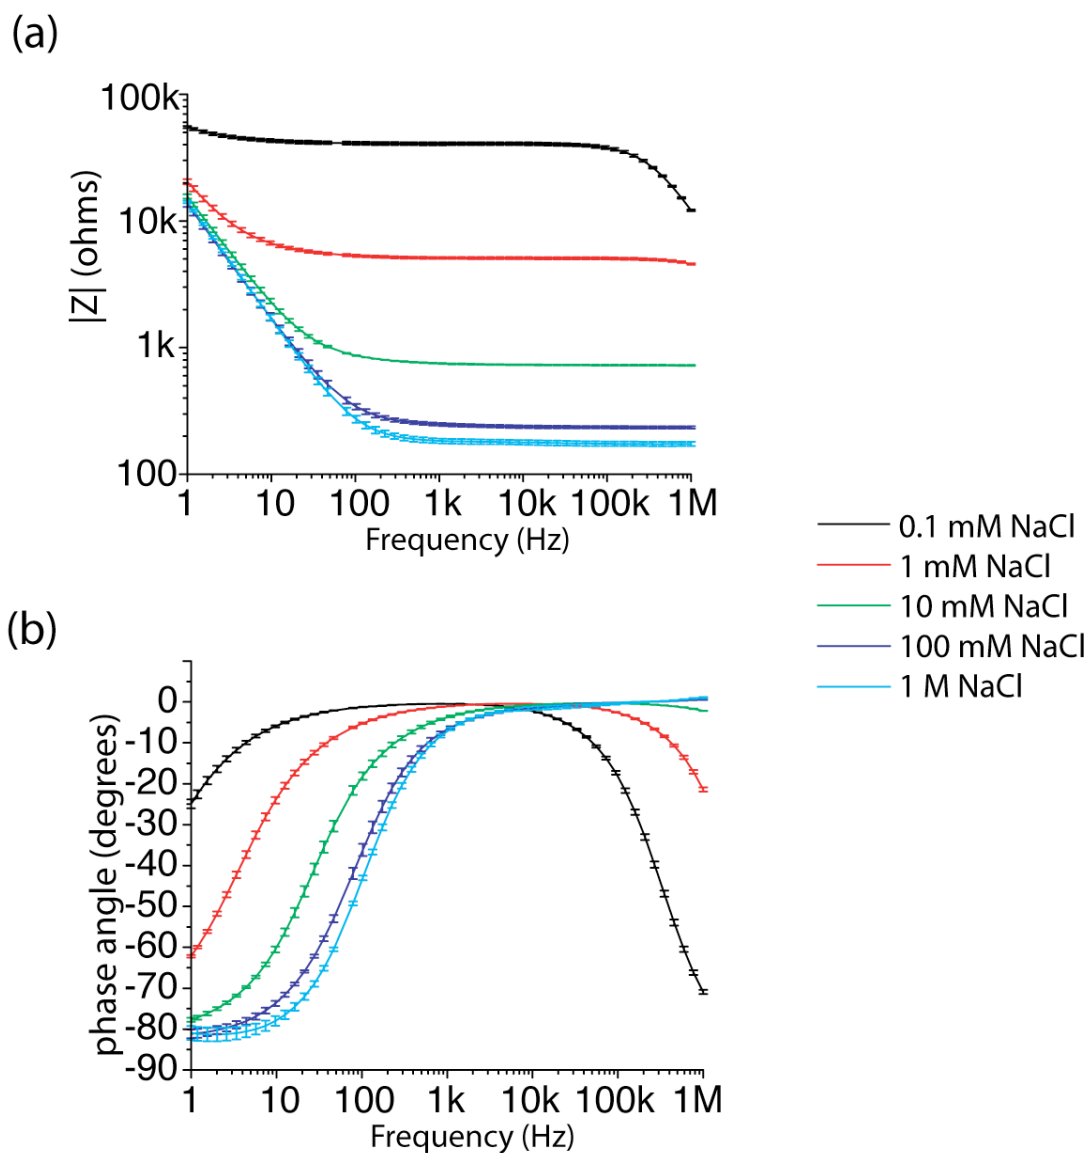 (a)
100k
10k
1k
100
|Z| (ohms)
1 10 100 1k 10k 100k 1M
Frequency (Hz)
0.1 mM NaCl
1 mM NaCl
10 mM NaCl
100 mM NaCl
1 M NaCl
(b)
0
-10
-20
-30
-40
-50
-60
-70
-80
-90
phase angle (degrees)
1 10 100 1k 10k 100k 1M
Frequency (Hz)